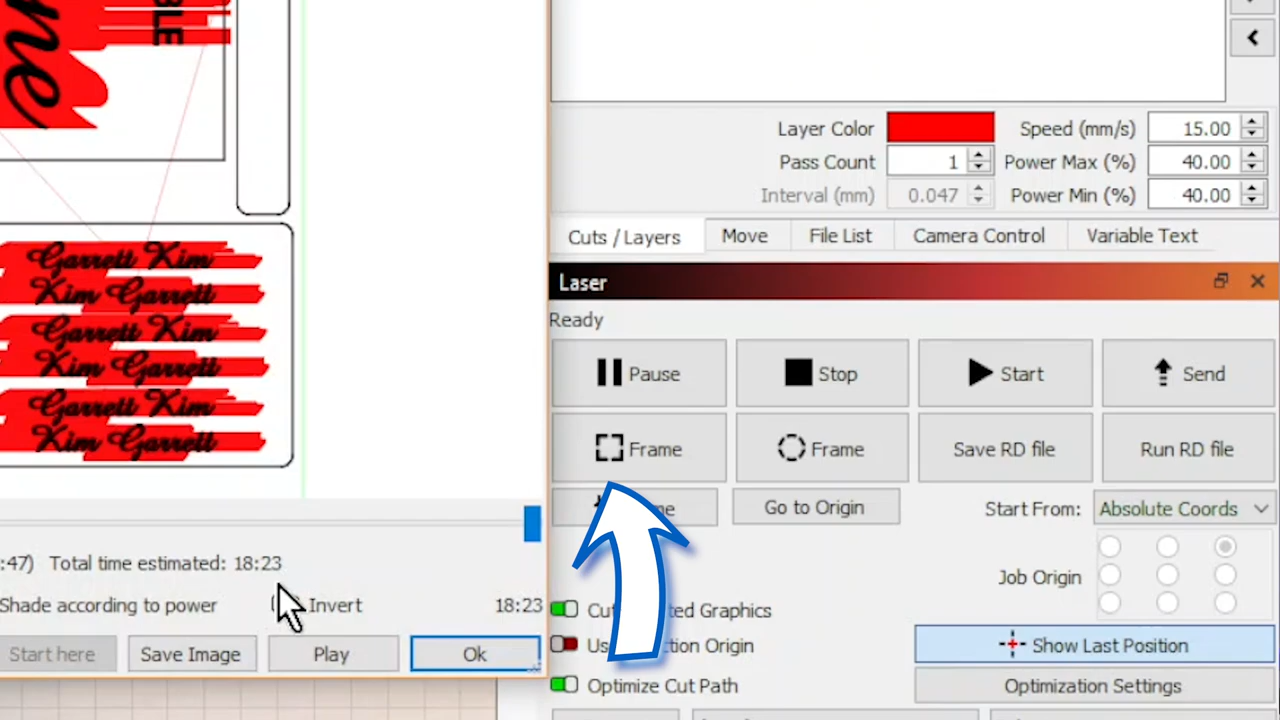 ne
BLE
Layer Color
Speed (mm/s) 15.00
Pass Count 1
Power Max (%) 40.00
Interval (mm) 0.047
Power Min (%) 40.00
Cuts / Layers Move File List Camera Control Variable Text
Laser
Ready
Pause Stop Start Send
Frame Frame Save RD file Run RD file
Go to Origin
Start From: Absolute Coords
Job Origin
Show Last Position
Optimize Cut Path
Optimization Settings
Garrett Kim
Kim Garrett
Garrett Kim
Kim Garrett
Garrett Kim
Kim Garrett
:47) Total time estimated: 18:23
Shade according to power Invert 18:23
Start here Save Image Play Ok